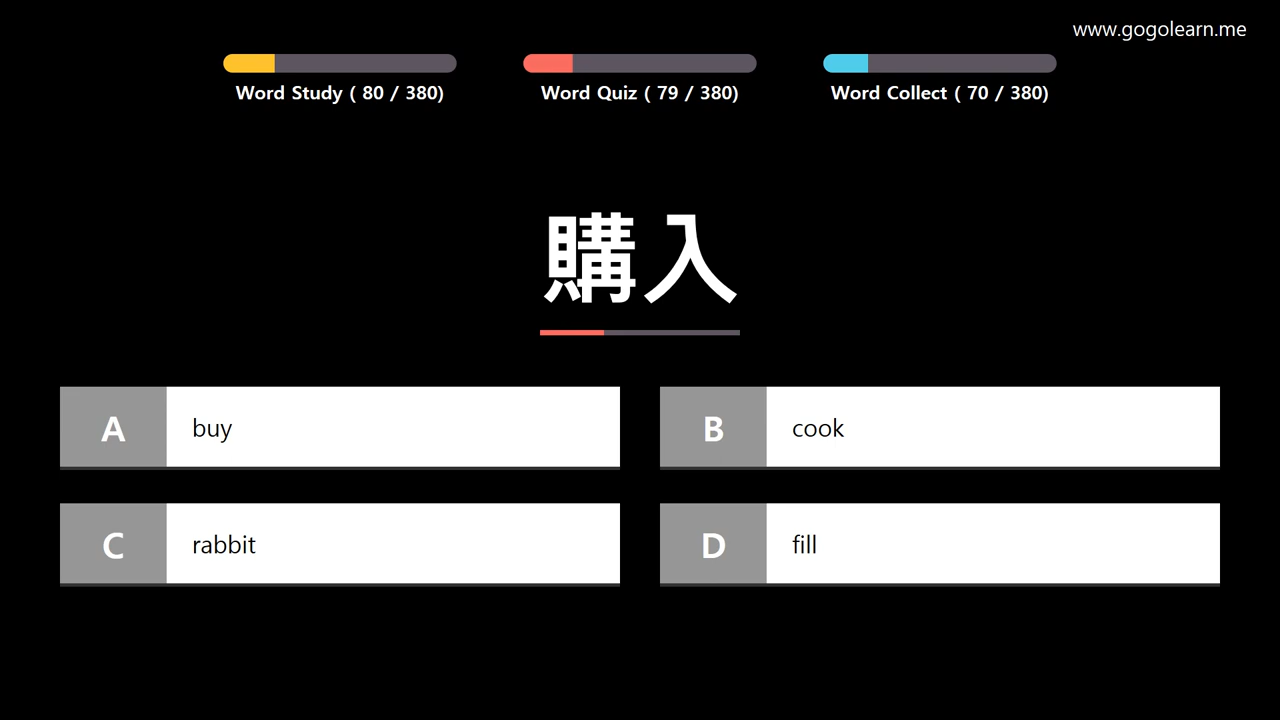 www.gogolearn.me
Word Study ( 80 / 380)
Word Quiz ( 79 / 380)
Word Collect ( 70 / 380)
購入
A
buy
B
cook
C
rabbit
D
fill